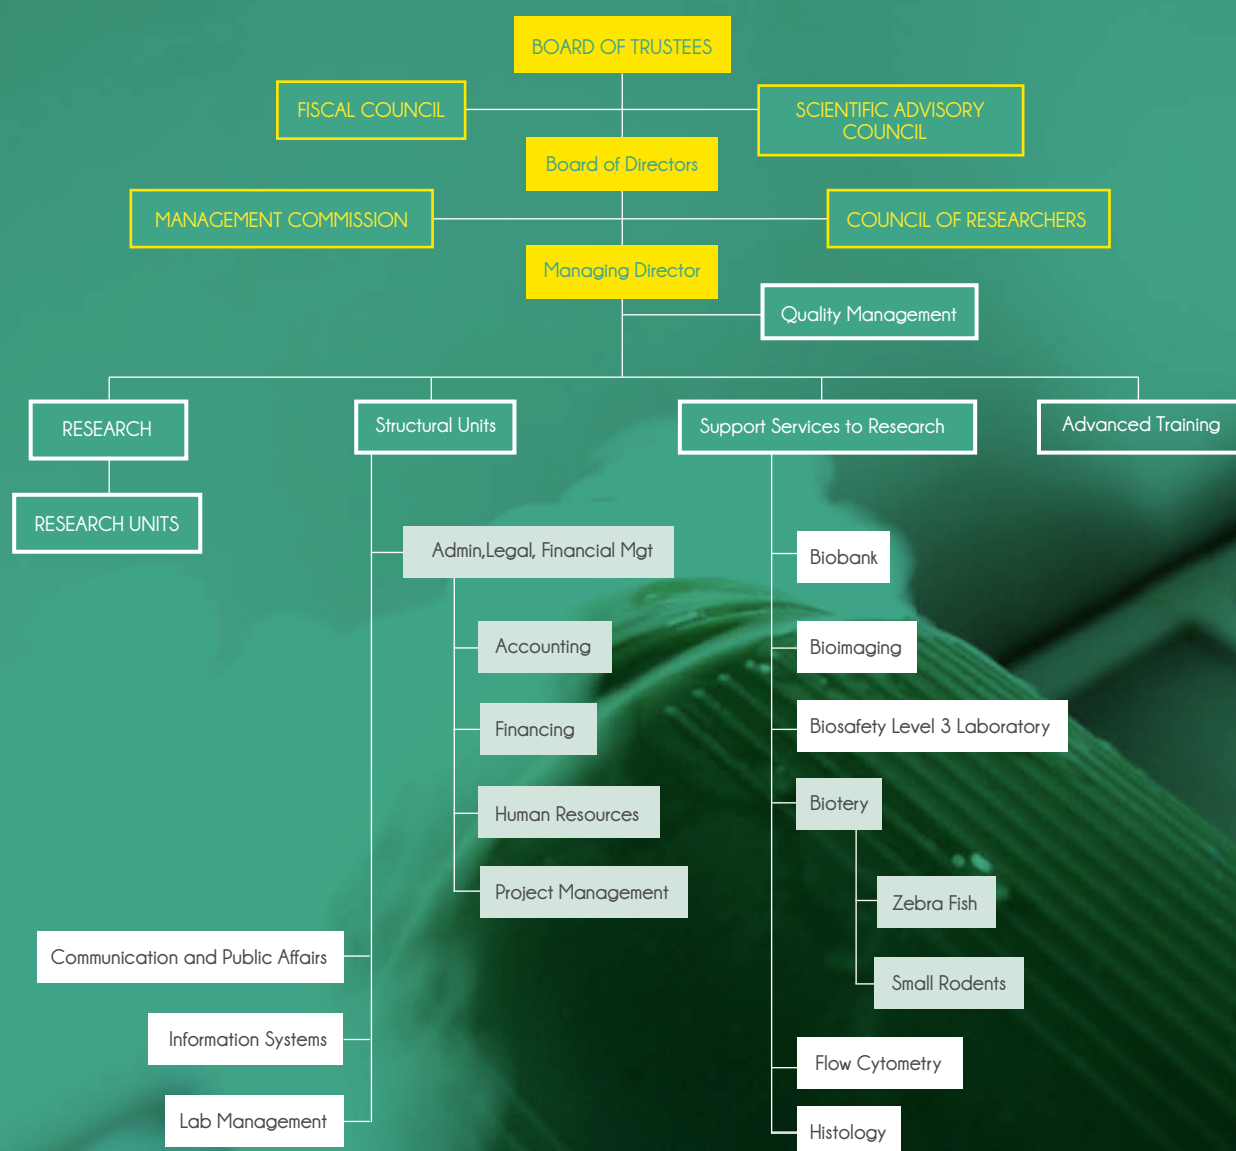 BOARD OF TRUSTEES
FISCAL COUNCIL
SCIENTIFIC ADVISORY
COUNCIL
Board of Directors
MANAGEMENT COMMISSION
COUNCIL OF RESEARCHERS
Managing Director
Quality Management
RESEARCH
Structural Units
Support Services to Research
Advanced Training
RESEARCH UNITS
Admin,Legal, Financial Mgt
Accounting
Financing
Human Resources
Project Management
Communication and Public Affairs
Information Systems
Lab Management
Biobank
Bioimaging
Biosafety Level 3 Laboratory
Biotery
Zebra Fish
Small Rodents
Flow Cytometry
Histology